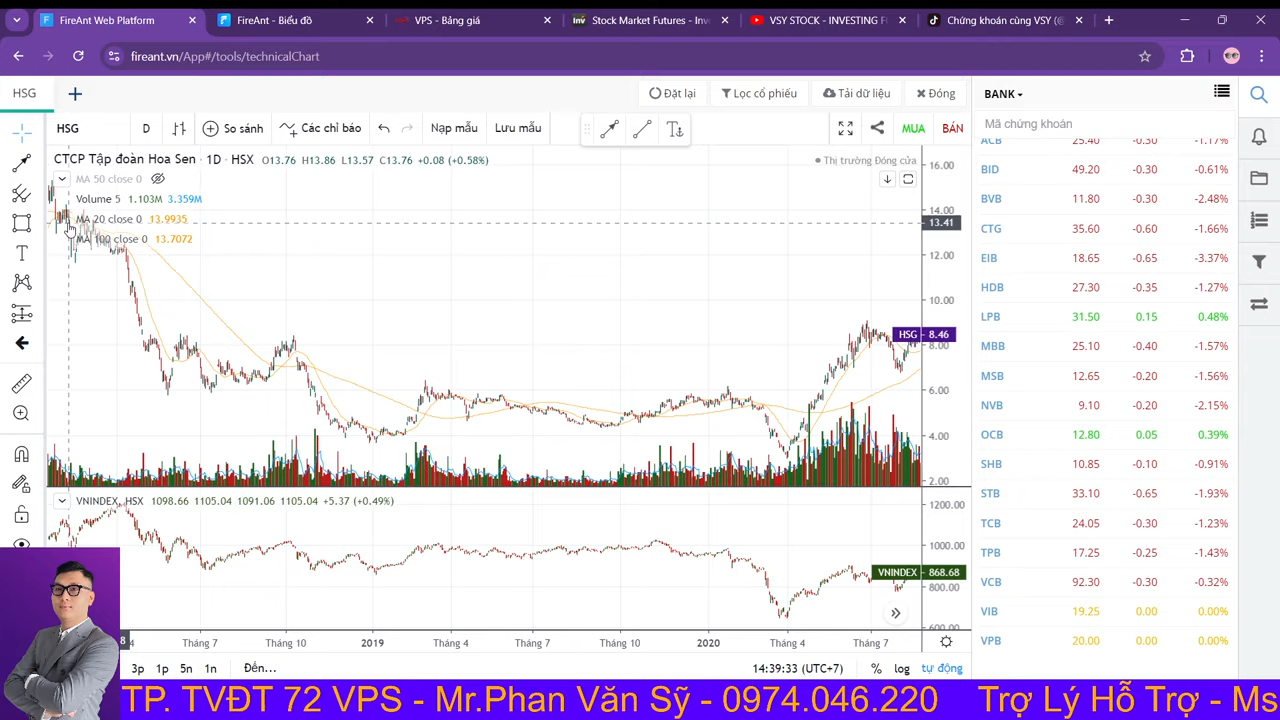 FireAnt Web Platform
FireAnt - Biểu đồ
VPS - Bảng giá
Stock Market Futures - Inve
VSY STOCK - INVESTING F
Chứng khoán cùng VSY (@
fireant.vn/App#/tools/technicalChart
HSG
Đặt lại
Lọc cổ phiếu
Tải dữ liệu
Đóng
HSG
D
So sánh
Các chỉ báo
Nạp mẫu
Lưu mẫu
MUA
BÁN
CTCP Tập đoàn Hoa Sen · 1D · HSX O13.76 H13.86 L13.57 C13.76 +0.08 (+0.58%)
Thị trường Đóng cửa
MA 50 close 0
Volume 5 1.103M 3.359M
MA 20 close 0 13.9935
MA 100 close 0 13.7072
16.00
14.00
13.41
12.00
10.00
HSG 8.46
8.00
6.00
4.00
2.00
VNINDEX, HSX 1098.66 1105.04 1091.06 1105.04 +5.37 (+0.49%)
1200.00
1000.00
VNINDEX 868.68
800.00
600.00
8 4 Tháng 7 Tháng 10 2019 Tháng 4 Tháng 7 Tháng 10 2020 Tháng 4 Tháng 7
3p 1p 5n 1n Đến...
14:39:33 (UTC+7) % log tự động
BANK
Mã chứng khoán
ACB 25.40 -0.30 -1.17%
BID 49.20 -0.30 -0.61%
BVB 11.80 -0.30 -2.48%
CTG 35.60 -0.60 -1.66%
EIB 18.65 -0.65 -3.37%
HDB 27.30 -0.35 -1.27%
LPB 31.50 0.15 0.48%
MBB 25.10 -0.40 -1.57%
MSB 12.65 -0.20 -1.56%
NVB 9.10 -0.20 -2.15%
OCB 12.80 0.05 0.39%
SHB 10.85 -0.10 -0.91%
STB 33.10 -0.65 -1.93%
TCB 24.05 -0.30 -1.23%
TPB 17.25 -0.25 -1.43%
VCB 92.30 -0.30 -0.32%
VIB 19.25 0.00 0.00%
VPB 20.00 0.00 0.00%
TP. TVĐT 72 VPS - Mr.Phan Văn Sỹ - 0974.046.220 Trợ Lý Hỗ Trợ - Ms